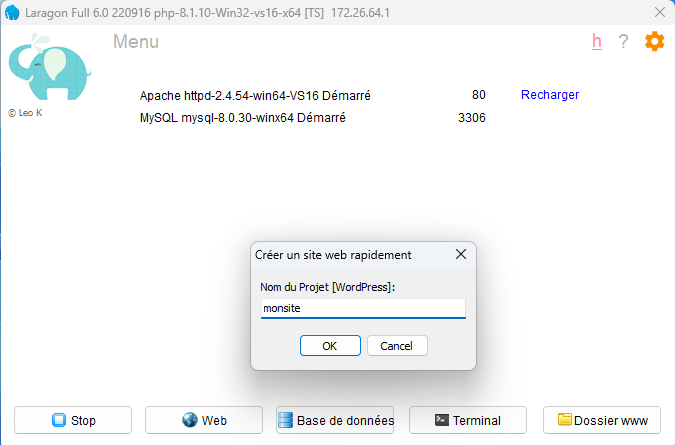 Laragon Full 6.0 220916 php-8.1.10-Win32-vs16-x64 [TS]   172.26.64.1
Menu
h ?
© Leo K
Apache httpd-2.4.54-win64-VS16 Démarré 80 Recharger
MySQL mysql-8.0.30-winx64 Démarré 3306
Créer un site web rapidement
Nom du Projet [WordPress]:
monsite
OK Cancel
Stop Web Base de données Terminal Dossier www